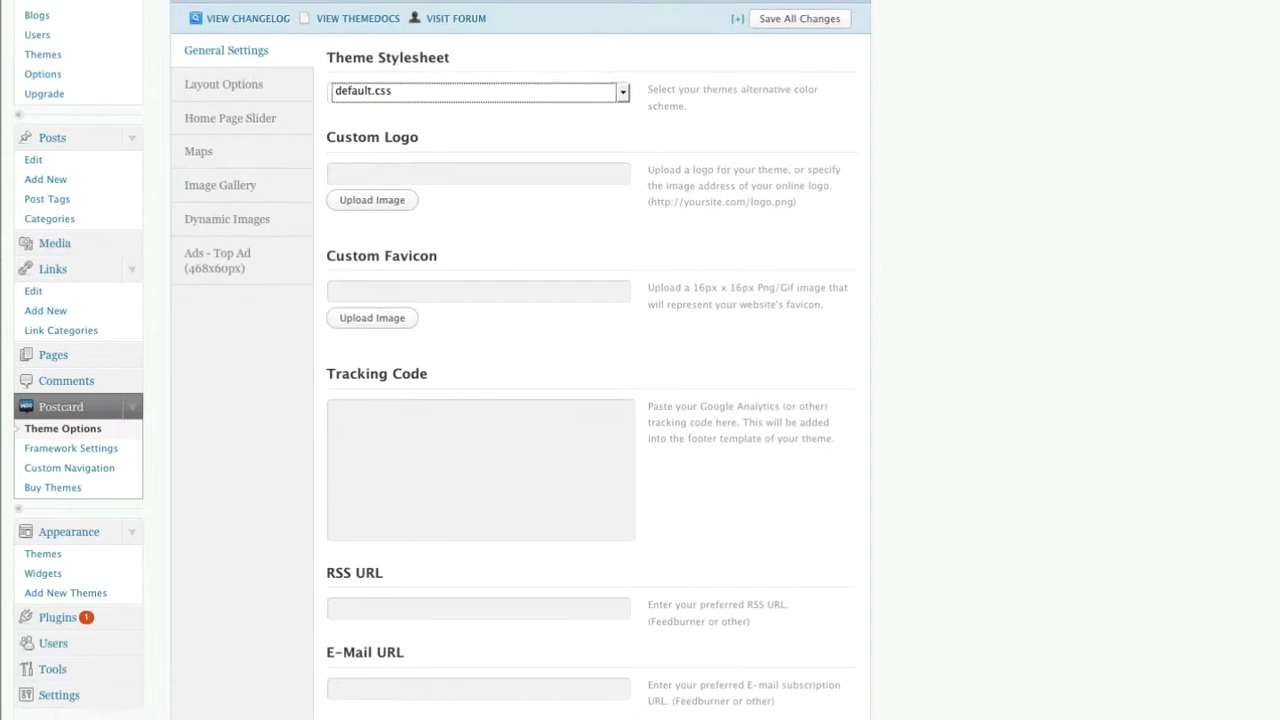 Blogs
Users
Themes
Options
Upgrade
Posts
Edit
Add New
Post Tags
Categories
Media
Links
Edit
Add New
Link Categories
Pages
Comments
WOO Postcard
Theme Options
Framework Settings
Custom Navigation
Buy Themes
Appearance
Themes
Widgets
Add New Themes
Plugins 1
Users
Tools
Settings
VIEW CHANGELOG VIEW THEMEDOCS VISIT FORUM [+] Save All Changes
General Settings
Layout Options
Home Page Slider
Maps
Image Gallery
Dynamic Images
Ads - Top Ad
(468x60px)
Theme Stylesheet
default.css
Select your themes alternative color
scheme.
Custom Logo
Upload Image
Upload a logo for your theme, or specify
the image address of your online logo.
(http://yoursite.com/logo.png)
Custom Favicon
Upload Image
Upload a 16px x 16px Png/Gif image that
will represent your website's favicon.
Tracking Code
Paste your Google Analytics (or other)
tracking code here. This will be added
into the footer template of your theme.
RSS URL
Enter your preferred RSS URL.
(Feedburner or other)
E-Mail URL
Enter your preferred E-mail subscription
URL. (Feedburner or other)